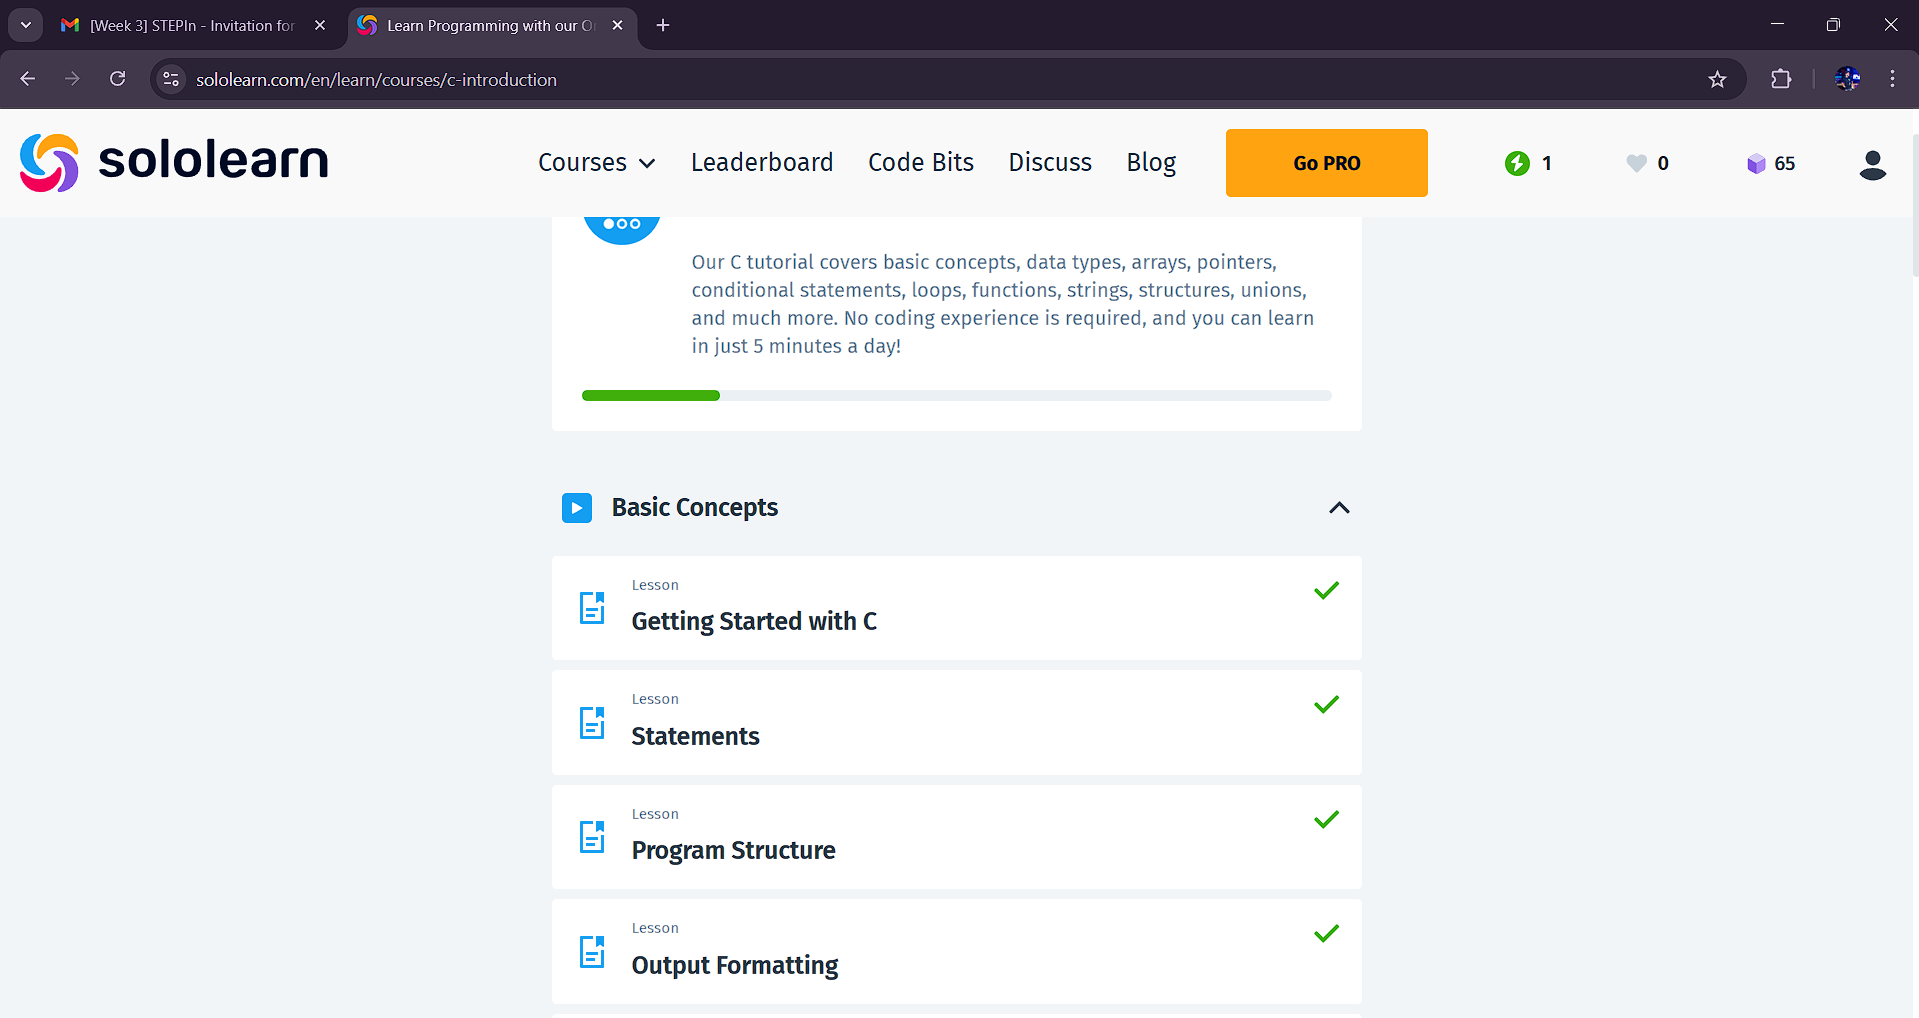 [Week 3] STEPIn - Invitation for
Learn Programming with our O
sololearn.com/en/learn/courses/c-introduction
sololearn
Courses
Leaderboard
Code Bits
Discuss
Blog
Go PRO
1
0
65
Our C tutorial covers basic concepts, data types, arrays, pointers,
conditional statements, loops, functions, strings, structures, unions,
and much more. No coding experience is required, and you can learn
in just 5 minutes a day!
Basic Concepts
Lesson
Getting Started with C
Lesson
Statements
Lesson
Program Structure
Lesson
Output Formatting